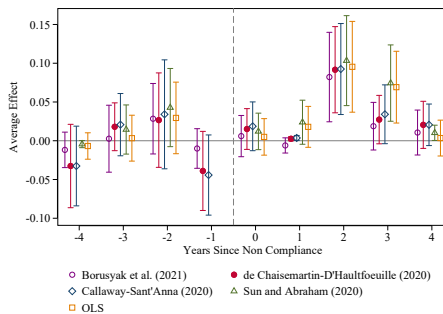 Average Effect
0.15
0.10
0.05
0.00
-0.05
-0.10
-4 -3 -2 -1 0 1 2 3 4
Years Since Non Compliance
Borusyak et al. (2021) de Chaisemartin-D'Haultfoeuille (2020)
Callaway-Sant'Anna (2020) Sun and Abraham (2020)
OLS